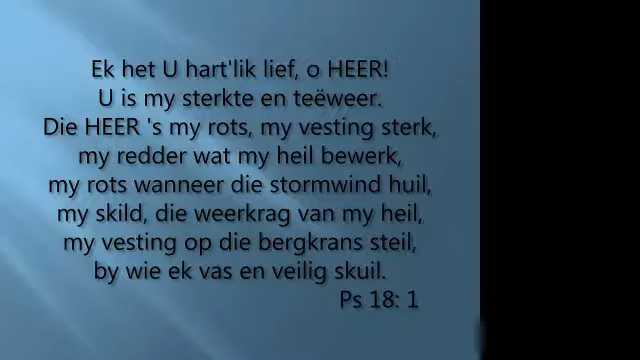 Ek het U hart'lik lief, o HEER!
U is my sterkte en teëweer.
Die HEER 's my rots, my vesting sterk,
my redder wat my heil bewerk,
my rots wanneer die stormwind huil,
my skild, die weerkrag van my heil,
my vesting op die bergkrans steil,
by wie ek vas en veilig skuil.
Ps 18: 1